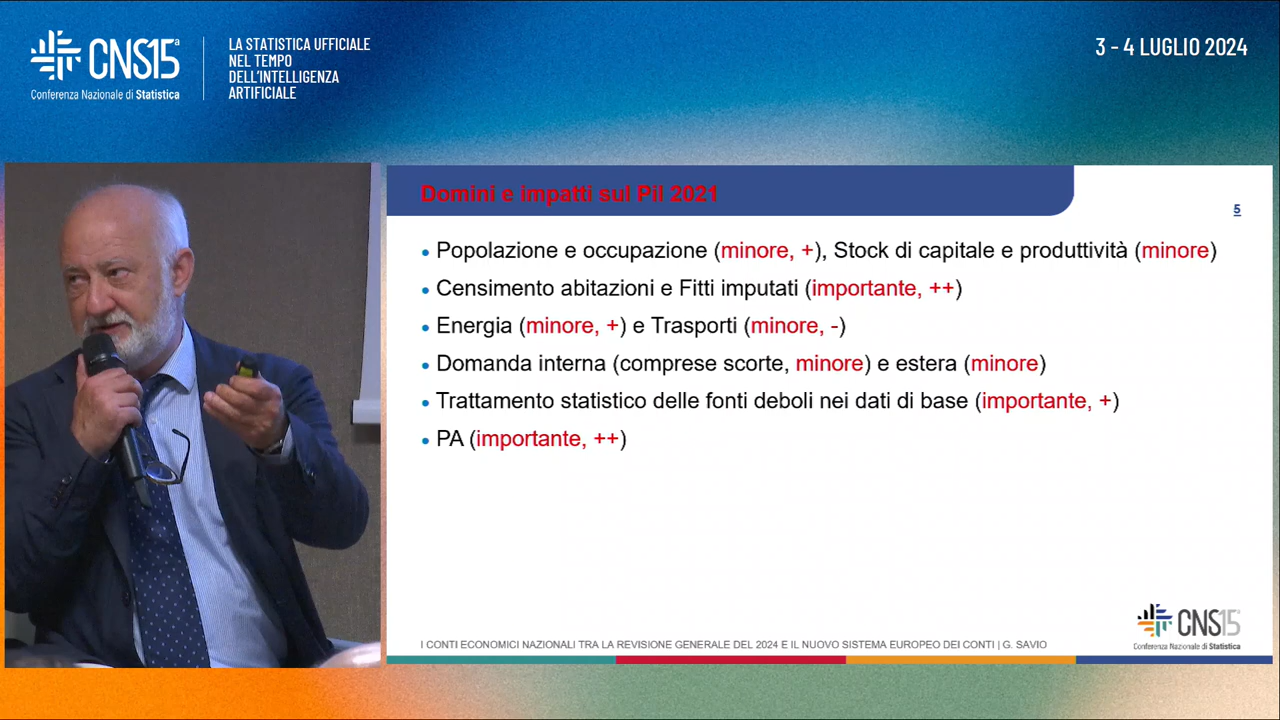 CNS15ª
Conferenza Nazionale di Statistica
LA STATISTICA UFFICIALE
NEL TEMPO
DELL'INTELLIGENZA
ARTIFICIALE
3 - 4 LUGLIO 2024
Domini e impatti sul Pil 2021
5
• Popolazione e occupazione (minore, +), Stock di capitale e produttività (minore)
• Censimento abitazioni e Fitti imputati (importante, ++)
• Energia (minore, +) e Trasporti (minore, -)
• Domanda interna (comprese scorte, minore) e estera (minore)
• Trattamento statistico delle fonti deboli nei dati di base (importante, +)
• PA (importante, ++)
I CONTI ECONOMICI NAZIONALI TRA LA REVISIONE GENERALE DEL 2024 E IL NUOVO SISTEMA EUROPEO DEI CONTI | G. SAVIO
CNS15
Conferenza Nazionale di Statistica